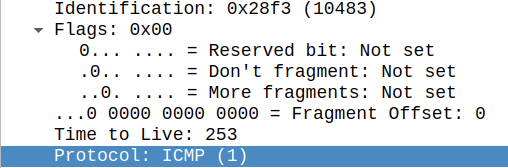 Identification: 0x28f3 (10483)
Flags: 0x00
0... .... = Reserved bit: Not set
.0.. .... = Don't fragment: Not set
..0. .... = More fragments: Not set
...0 0000 0000 0000 = Fragment Offset: 0
Time to Live: 253
Protocol: ICMP (1)